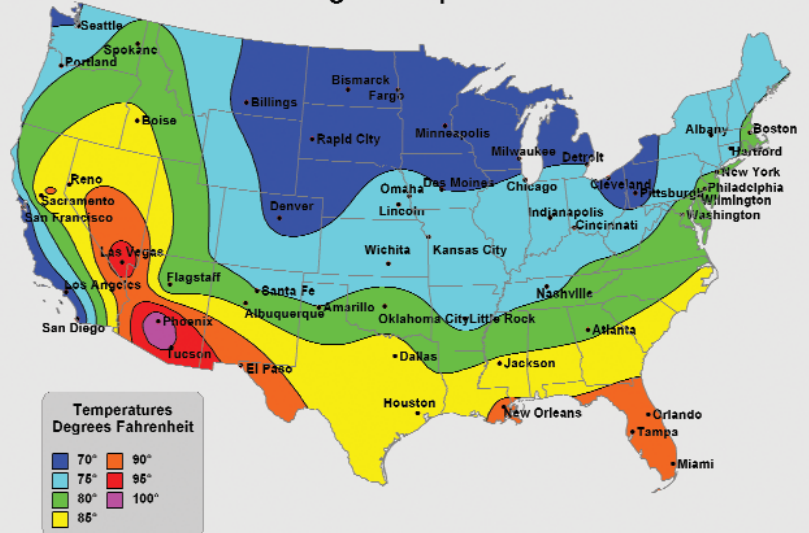 Seattle
Spokane
Portland
Boise
Billings
Bismarck
Fargo
Rapid City
Minneapolis
Milwaukee
Detroit
Albany
Boston
Hartford
New York
Philadelphia
Wilmington
Washington
Pittsburgh
Cleveland
Chicago
Des Moines
Omaha
Lincoln
Denver
Indianapolis
Cincinnati
Reno
Sacramento
San Francisco
Las Vegas
Los Angeles
San Diego
Flagstaff
Phoenix
Tucson
Santa Fe
Albuquerque
Amarillo
Wichita
Kansas City
Oklahoma City
Little Rock
Nashville
Atlanta
El Paso
Dallas
Jackson
Houston
New Orleans
Orlando
Tampa
Miami
Temperatures
Degrees Fahrenheit
70° 90°
75° 95°
80° 100°
85°